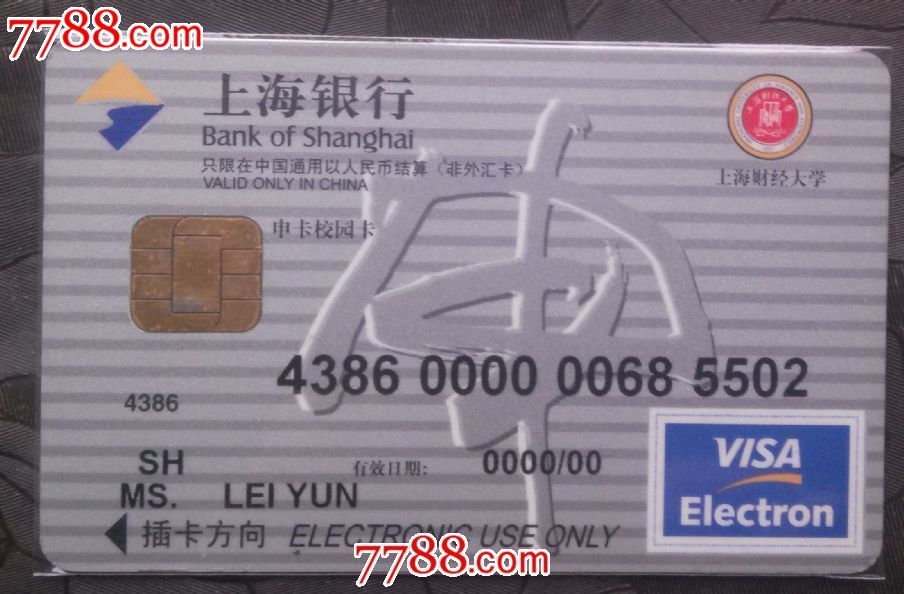 7788.com
上海银行
Bank of Shanghai
只限在中国通用以人民币结算（非外汇卡）
VALID ONLY IN CHINA
上海财经大学
申卡校园卡
4386 0000 0068 5502
4386
SH 有效日期: 0000/00
MS. LEI YUN
插卡方向 ELECTRONIC USE ONLY
VISA
Electron
7788.com